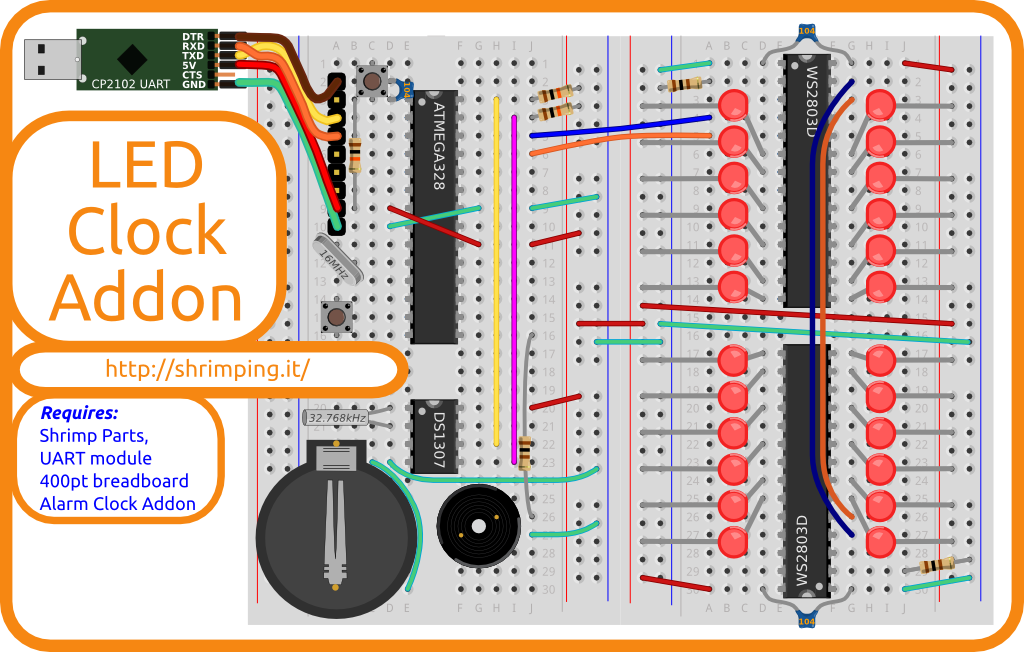 DTR
RXD
TXD
5V
CTS
GND
CP2102 UART
LED
Clock
Addon
http://shrimping.it/
Requires:
Shrimp Parts,
UART module
400pt breadboard
Alarm Clock Addon
A B C D E F G H I J
104
ATMEGA328
16MHz
32.768kHz
DS1307
A B C D E F G H I J
104
WS2803D
WS2803D
104